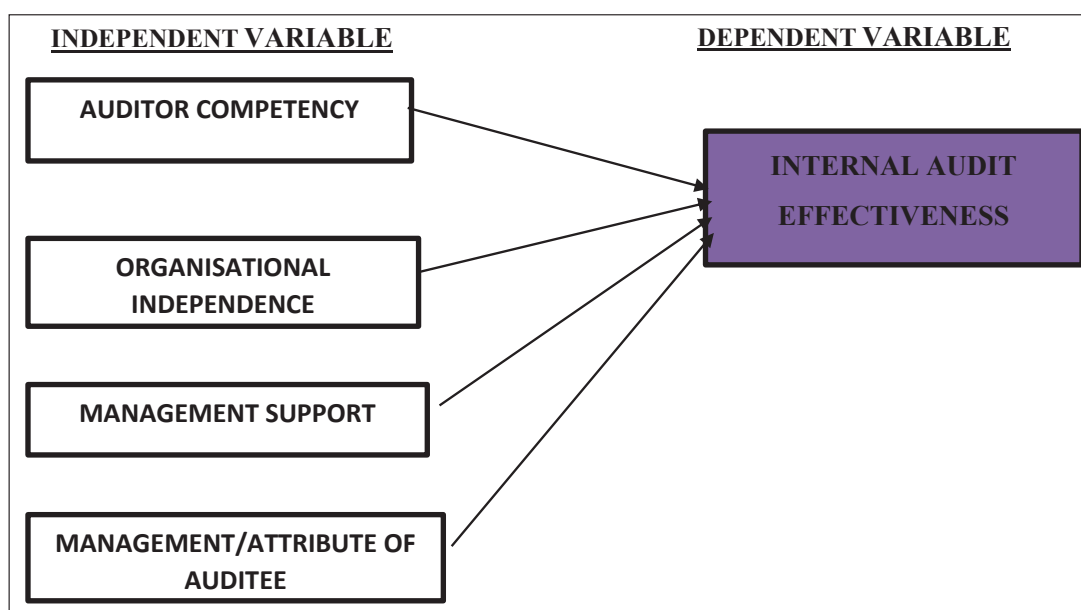 INDEPENDENT VARIABLE
DEPENDENT VARIABLE
AUDITOR COMPETENCY
INTERNAL AUDIT
EFFECTIVENESS
ORGANISATIONAL
INDEPENDENCE
MANAGEMENT SUPPORT
MANAGEMENT/ATTRIBUTE OF
AUDITEE